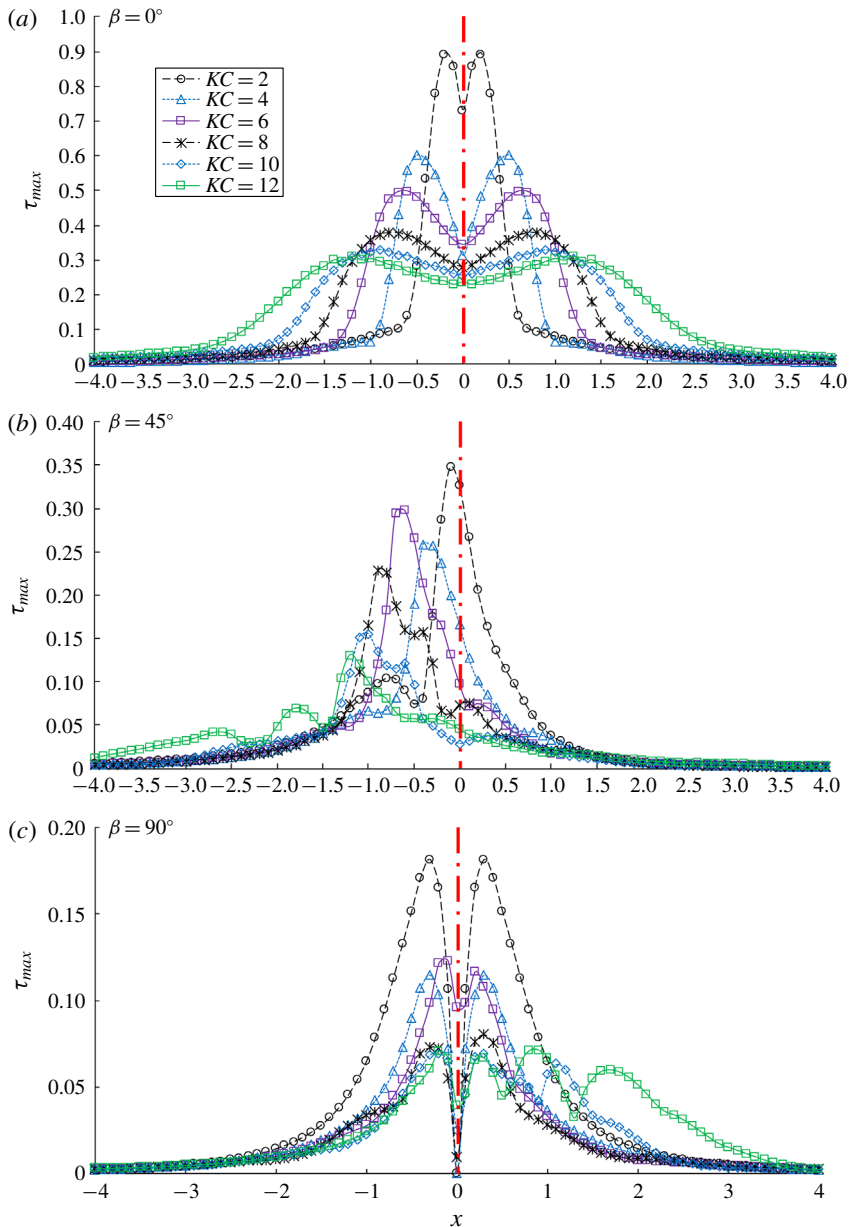 (a)
β = 0°
1.0
0.9
0.8
0.7
0.6
0.5
0.4
0.3
0.2
0.1
0
τmax
KC = 2
KC = 4
KC = 6
KC = 8
KC = 10
KC = 12
−4.0 −3.5 −3.0 −2.5 −2.0 −1.5 −1.0 −0.5 0 0.5 1.0 1.5 2.0 2.5 3.0 3.5 4.0
(b)
β = 45°
0.40
0.35
0.30
0.25
0.20
0.15
0.10
0.05
0
τmax
−4.0 −3.5 −3.0 −2.5 −2.0 −1.5 −1.0 −0.5 0 0.5 1.0 1.5 2.0 2.5 3.0 3.5 4.0
(c)
β = 90°
0.20
0.15
0.10
0.05
0
τmax
−4 −3 −2 −1 0 1 2 3 4
x